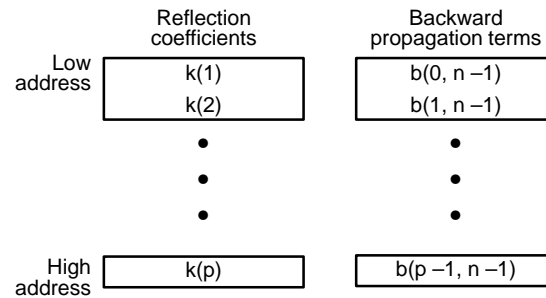 Reflection
coefficients
Backward
propagation terms
Low
address
k(1)
b(0, n –1)
k(2)
b(1, n –1)
High
address
k(p)
b(p –1, n –1)